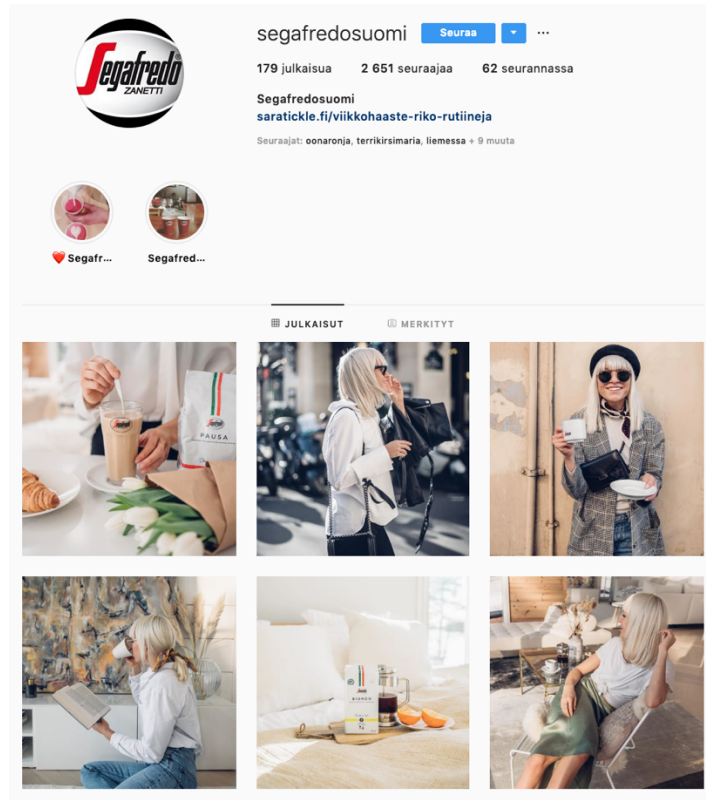 Segafredo
ZANETTI
segafredosuomi Seuraa ...
179 julkaisua 2 651 seuraajaa 62 seurannassa
Segafredosuomi
saratickle.fi/viikkohaaste-riko-rutiineja
Seuraajat: oonaronja, terrikirsimaria, liemessa + 9 muuta
❤️ Segafr... Segafred...
JULKAISUT MERKITYT
Segafredo
PAUSA